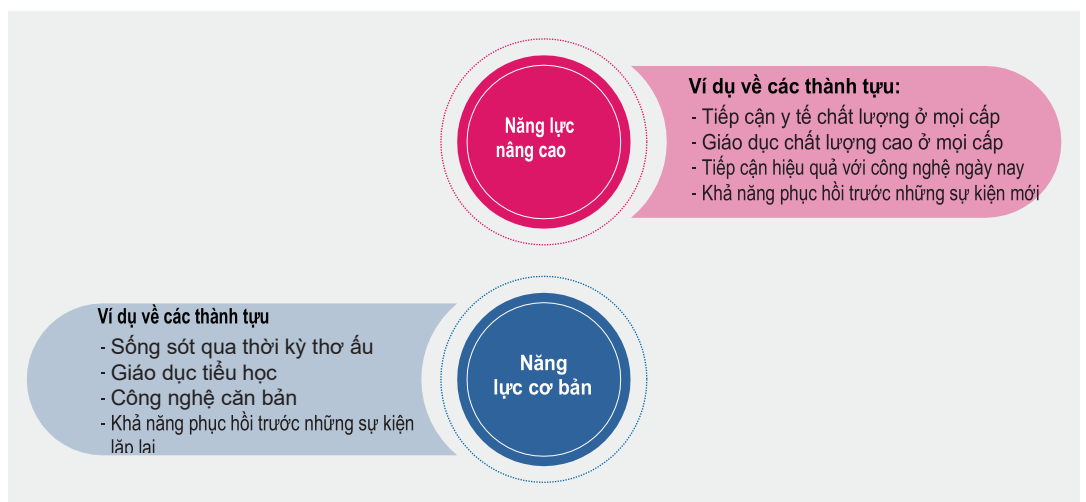 Năng lực
nâng cao
Ví dụ về các thành tựu:
- Tiếp cận y tế chất lượng ở mọi cấp
- Giáo dục chất lượng cao ở mọi cấp
- Tiếp cận hiệu quả với công nghệ ngày nay
- Khả năng phục hồi trước những sự kiện mới
Ví dụ về các thành tựu
- Sống sót qua thời kỳ thơ ấu
- Giáo dục tiểu học
- Công nghệ căn bản
- Khả năng phục hồi trước những sự kiện
lặp lại
Năng
lực cơ bản